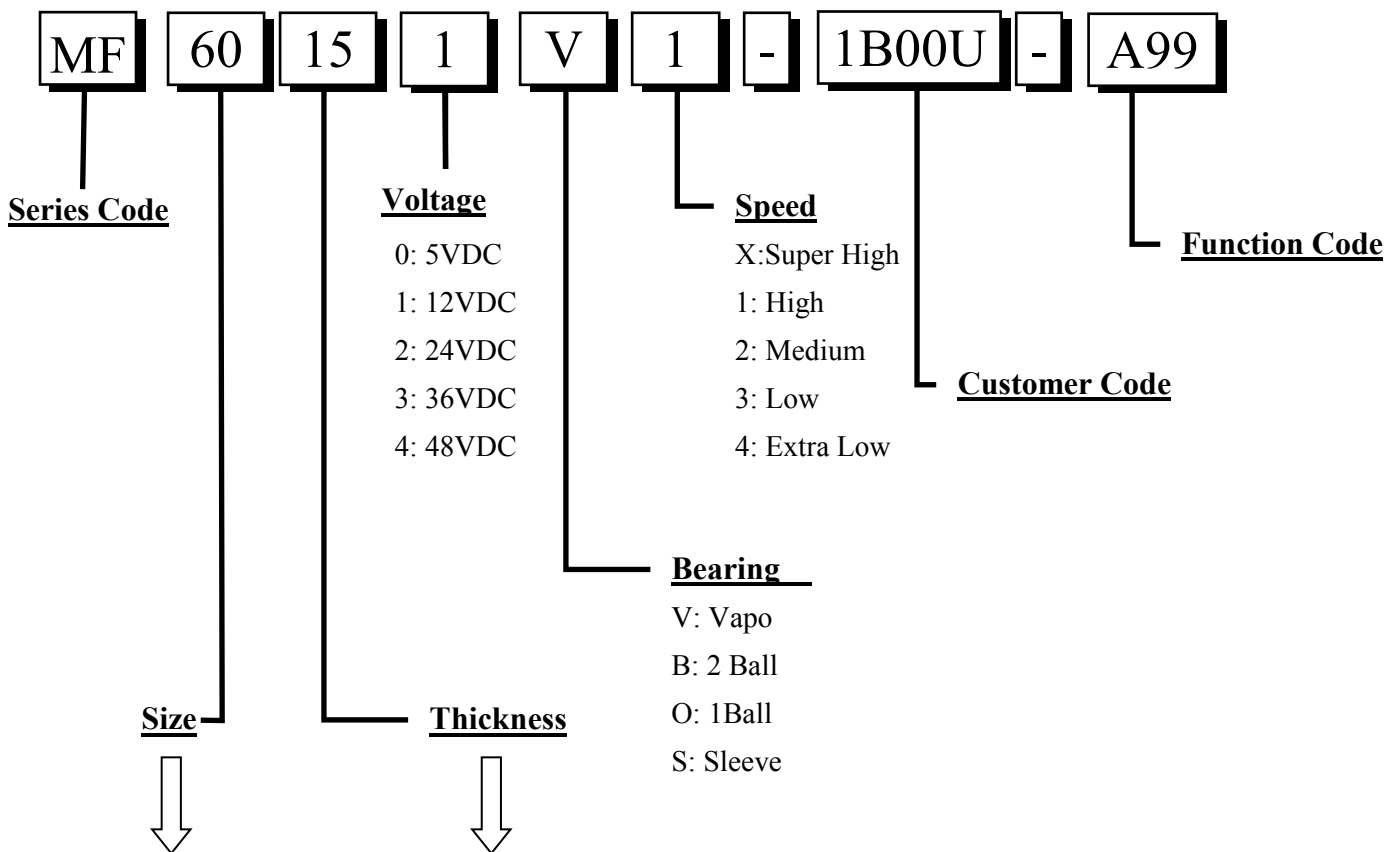 MF 60 15 1 V 1 - 1B00U - A99
Series Code
Voltage
0: 5VDC
1: 12VDC
2: 24VDC
3: 36VDC
4: 48VDC
Speed
X:Super High
1: High
2: Medium
3: Low
4: Extra Low
Function Code
Customer Code
Bearing
V: Vapo
B: 2 Ball
O: 1Ball
S: Sleeve
Size
Thickness